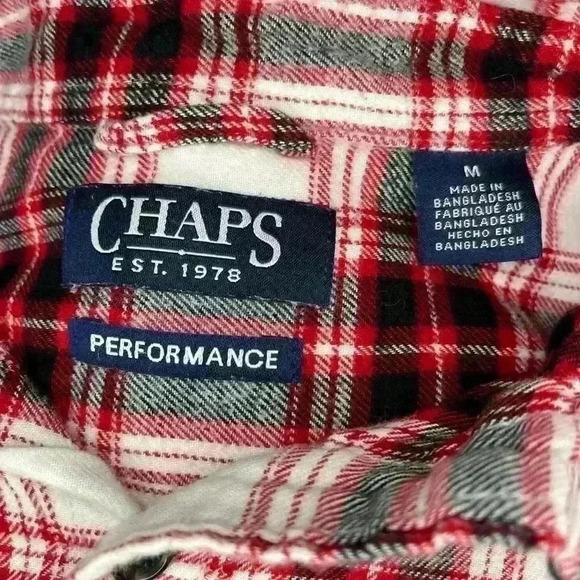 CHAPS
EST. 1978
PERFORMANCE
M
MADE IN
BANGLADESH
FABRIQUÉ AU
BANGLADESH
HECHO EN
BANGLADESH